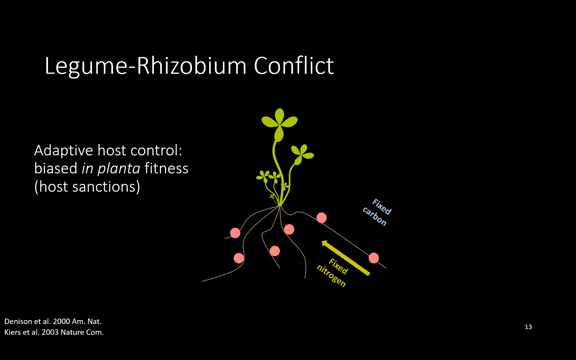 Legume-Rhizobium Conflict
Adaptive host control:
biased in planta fitness
(host sanctions)
Fixed
carbon
Fixed
nitrogen
Denison et al. 2000 Am. Nat.
Kiers et al. 2003 Nature Com.
13